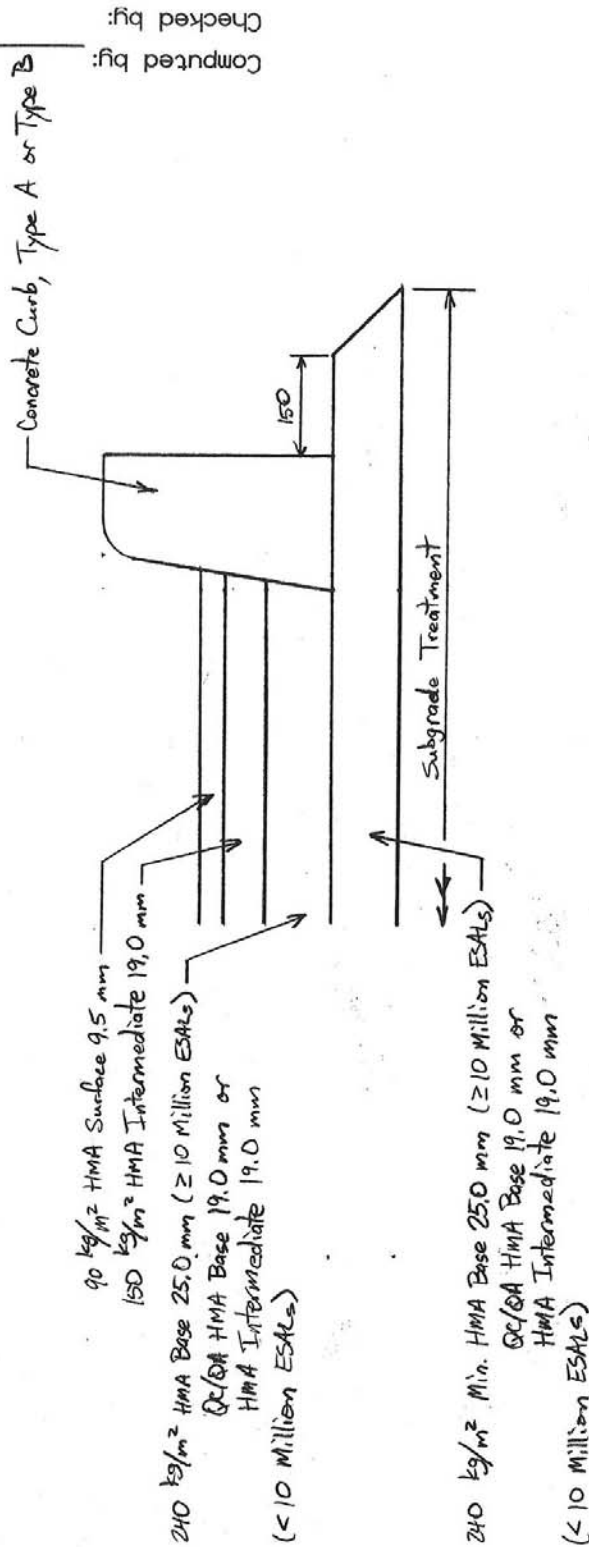 Computed by:
Checked by:
Concrete Curb, Type A or Type B
90 kg/m² HMA Surface 9.5 mm
150 kg/m² HMA Intermediate 19.0 mm
240 kg/m² HMA Base 25.0 mm (≥10 Million ESALs)
QC/QA HMA Base 19.0 mm or
HMA Intermediate 19.0 mm
(<10 Million ESALs)
150
Subgrade Treatment
240 kg/m² Min. HMA Base 25.0 mm (≥10 Million ESALs)
QC/QA HMA Base 19.0 mm or
HMA Intermediate 19.0 mm
(<10 Million ESALs)